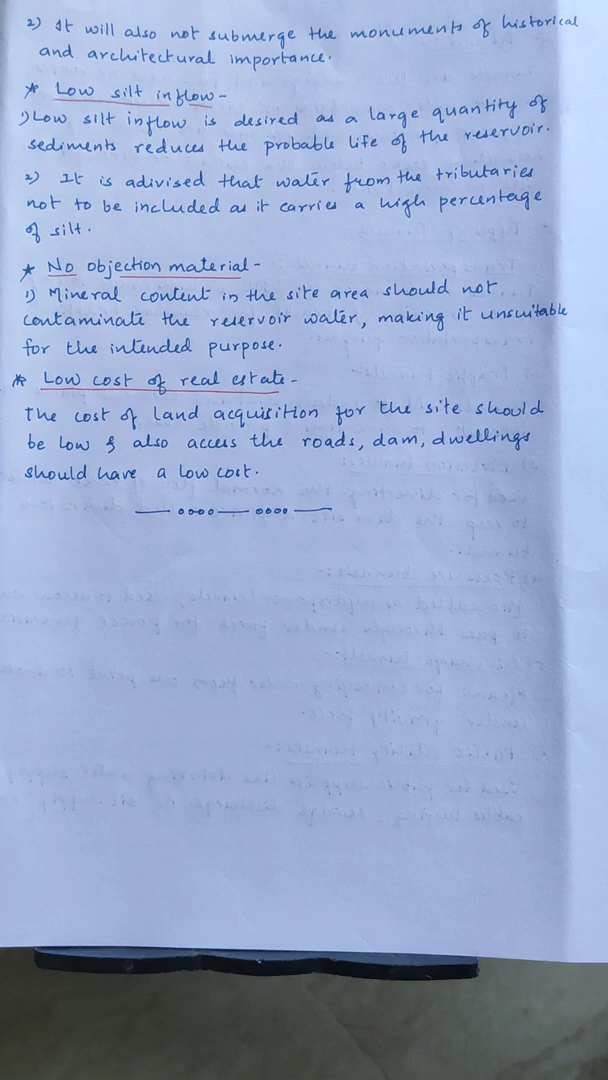 2) It will also not submerge the monuments of historical
and architectural importance.
* Low silt inflow-
1) Low silt inflow is desired as a large quantity of
sediments reduces the probable life of the reservoir.
2) It is adivised that water from the tributaries
not to be included as it carries a high percentage
of silt.
* No objection material-
1) Mineral content in the site area should not
contaminate the reservoir water, making it unsuitable
for the intended purpose.
* Low cost of real estate-
The cost of land acquisition for the site should
be low & also access the roads, dam, dwellings
should have a low cost.